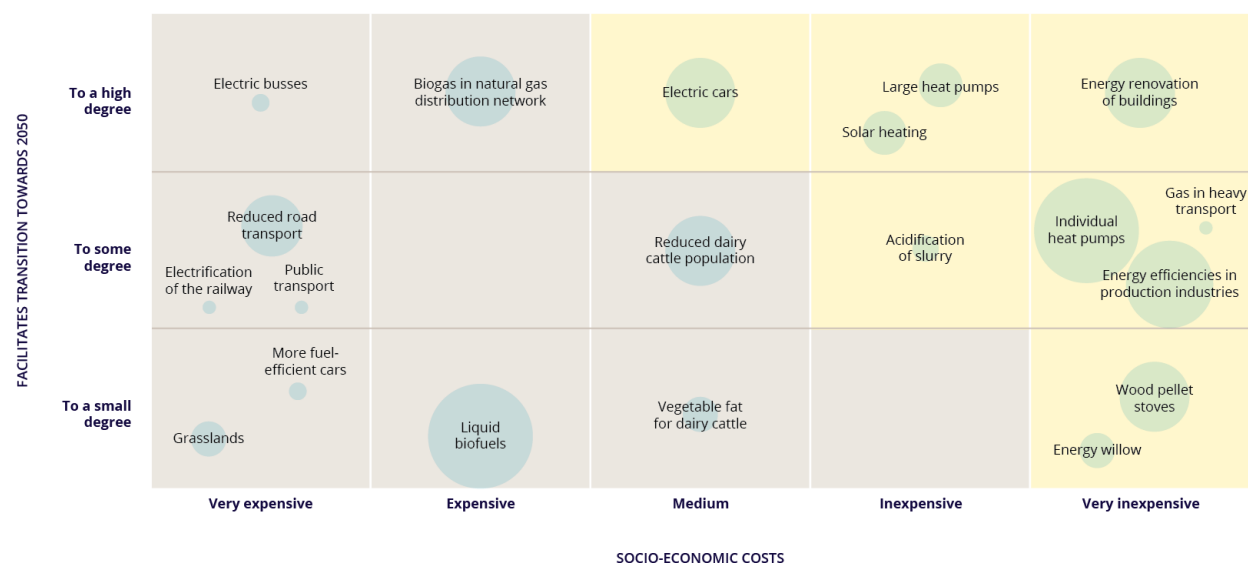 FACILITATES TRANSITION TOWARDS 2050
To a high
degree
Electric busses
Biogas in natural gas
distribution network
Electric cars
Large heat pumps
Solar heating
Energy renovation
of buildings
To some
degree
Reduced road
transport
Electrification
of the railway
Public
transport
Reduced dairy
cattle population
Acidification
of slurry
Individual
heat pumps
Gas in heavy
transport
Energy efficiencies in
production industries
To a small
degree
More fuel-
efficient cars
Grasslands
Liquid
biofuels
Vegetable fat
for dairy cattle
Wood pellet
stoves
Energy willow
Very expensive
Expensive
Medium
Inexpensive
Very inexpensive
SOCIO-ECONOMIC COSTS